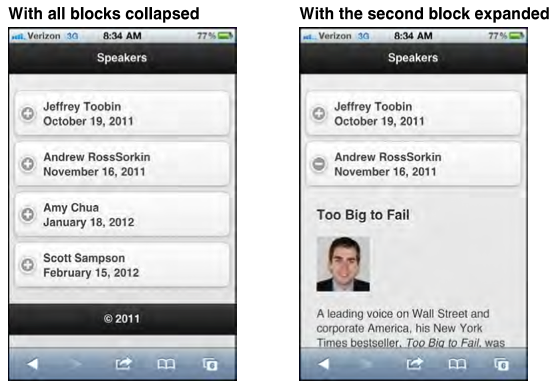 With all blocks collapsed
Verizon 3G 8:34 AM 77%
Speakers
Jeffrey Toobin
October 19, 2011
Andrew RossSorkin
November 16, 2011
Amy Chua
January 18, 2012
Scott Sampson
February 15, 2012
© 2011
With the second block expanded
Verizon 3G 8:34 AM 77%
Speakers
Jeffrey Toobin
October 19, 2011
Andrew RossSorkin
November 16, 2011
Too Big to Fail
A leading voice on Wall Street and
corporate America, his New York
Times bestseller, Too Big to Fail, was